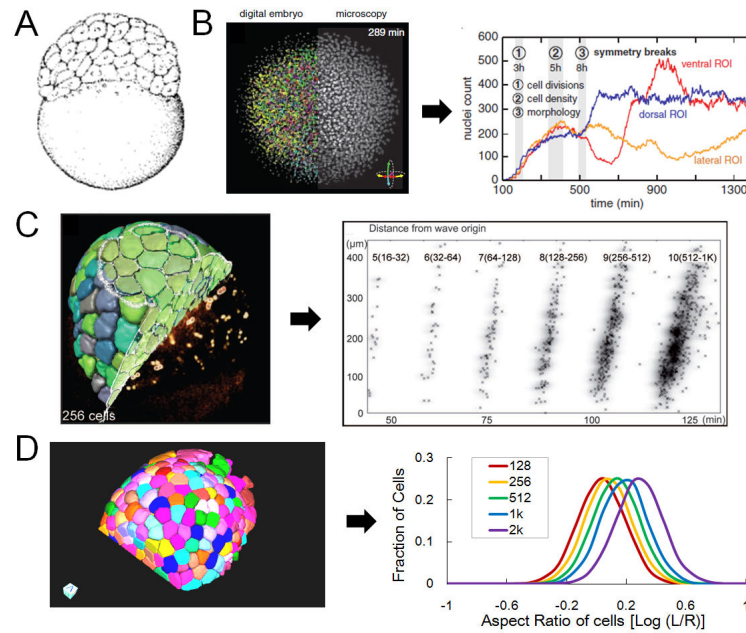 A
B
digital embryo microscopy
289 min
600
500
400
300
200
100
0
nuclei count
① ② ③ symmetry breaks
3h 5h 8h
① cell divisions
② cell density
③ morphology
ventral ROI
dorsal ROI
lateral ROI
100 500 900 1300
time (min)
C
256 cells
Distance from wave origin
(μm)
400
300
200
100
5(16-32) 6(32-64) 7(64-128) 8(128-256) 9(256-512) 10(512-1K)
50 75 100 125 (min)
D
Fraction of Cells
0.3
0.2
0.1
0
128
256
512
1k
2k
-1 -0.6 -0.2 0.2 0.6 1
Aspect Ratio of cells [Log (L/R)]